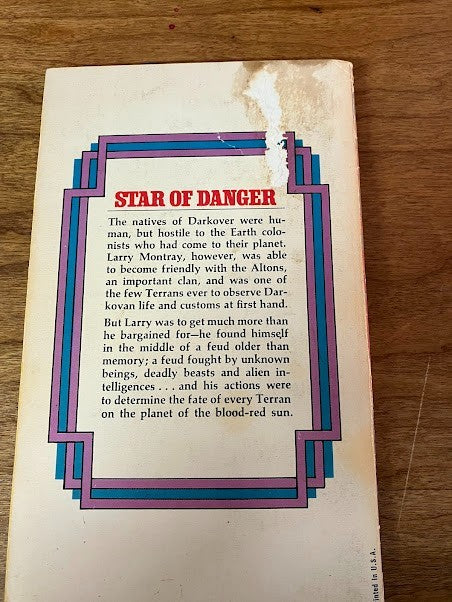 STAR OF DANGER
The natives of Darkover were hu-
man, but hostile to the Earth colo-
nists who had come to their planet.
Larry Montray, however, was able
to become friendly with the Altons,
an important clan, and was one of
the few Terrans ever to observe Dar-
kovan life and customs at first hand.
But Larry was to get much more than
he bargained for—he found himself
in the middle of a feud older than
memory; a feud fought by unknown
beings, deadly beasts and alien in-
telligences . . . and his actions were
to determine the fate of every Terran
on the planet of the blood-red sun.
inted in U.S.A.